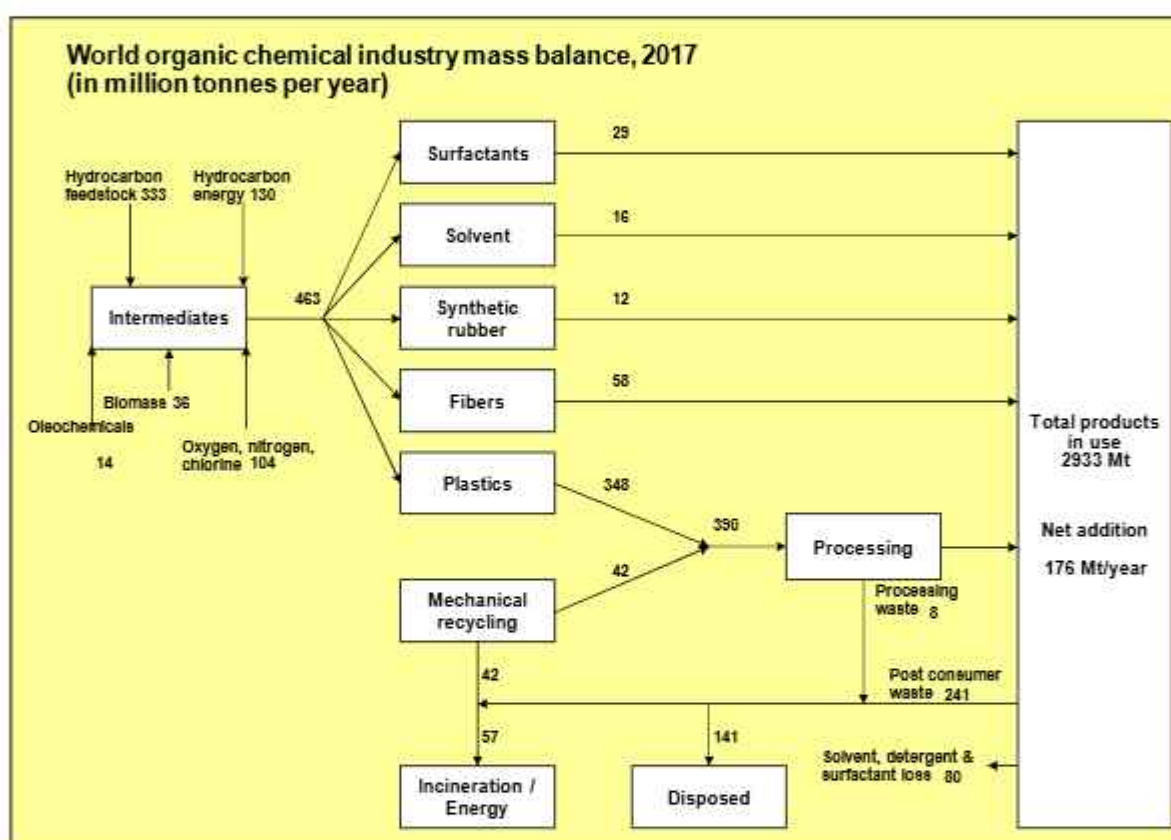 World organic chemical industry mass balance, 2017
(in million tonnes per year)
Hydrocarbon
feedstock 333
Hydrocarbon
energy 130
Intermediates
Oleochemicals
14
Biomass 36
Oxygen, nitrogen,
chlorine 104
463
Surfactants
29
Solvent
16
Synthetic
rubber
12
Fibers
58
Plastics
348
390
Processing
42
Mechanical
recycling
Processing
waste 8
42
Post consumer
waste 241
57
141
Solvent, detergent &
surfactant loss 80
Incineration /
Energy
Disposed
Total products
in use
2933 Mt
Net addition
176 Mt/year